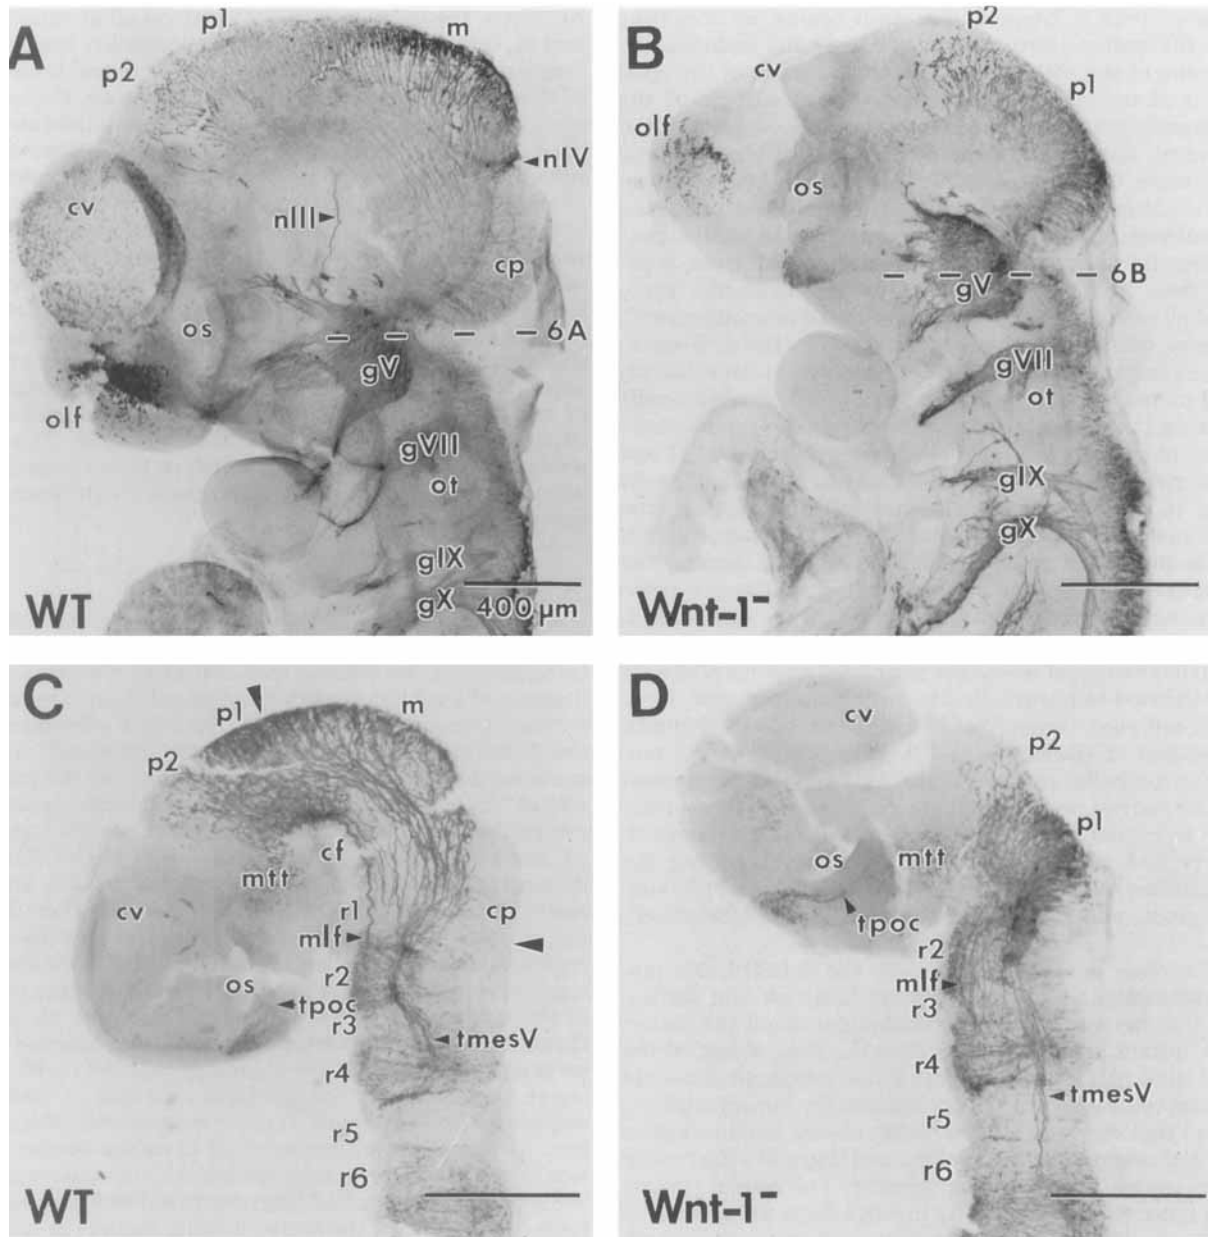 A
p1
m
p2
nIV
cv
nIII
cp
os
6A
gV
olf
gVII
ot
gIX
gX
400 µm
WT
B
p2
cv
p1
olf
os
6B
gV
gVII
ot
gIX
gX
Wnt-1⁻
C
p1
m
p2
cf
mtt
cv
r1
cp
mlf
os
r2
tpoc
r3
tmesV
r4
r5
r6
WT
D
cv
p2
p1
os
mtt
tpoc
r2
mlf
r3
r4
tmesV
r5
r6
Wnt-1⁻